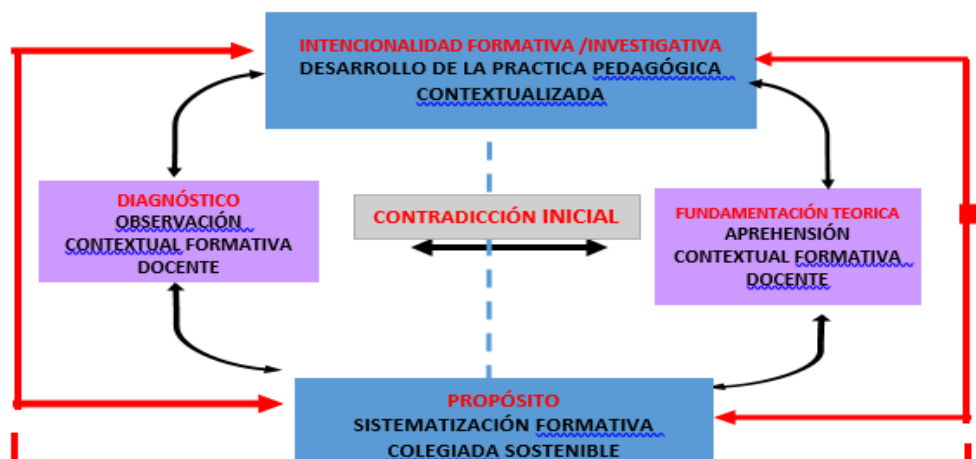 INTENCIONALIDAD FORMATIVA /INVESTIGATIVA
DESARROLLO DE LA PRACTICA PEDAGÓGICA
CONTEXTUALIZADA
DIAGNÓSTICO
OBSERVACIÓN
CONTEXTUAL FORMATIVA
DOCENTE
CONTRADICCIÓN INICIAL
FUNDAMENTACIÓN TEORICA
APREHENSIÓN
CONTEXTUAL FORMATIVA
DOCENTE
PROPÓSITO
SISTEMATIZACIÓN FORMATIVA
COLEGIADA SOSTENIBLE